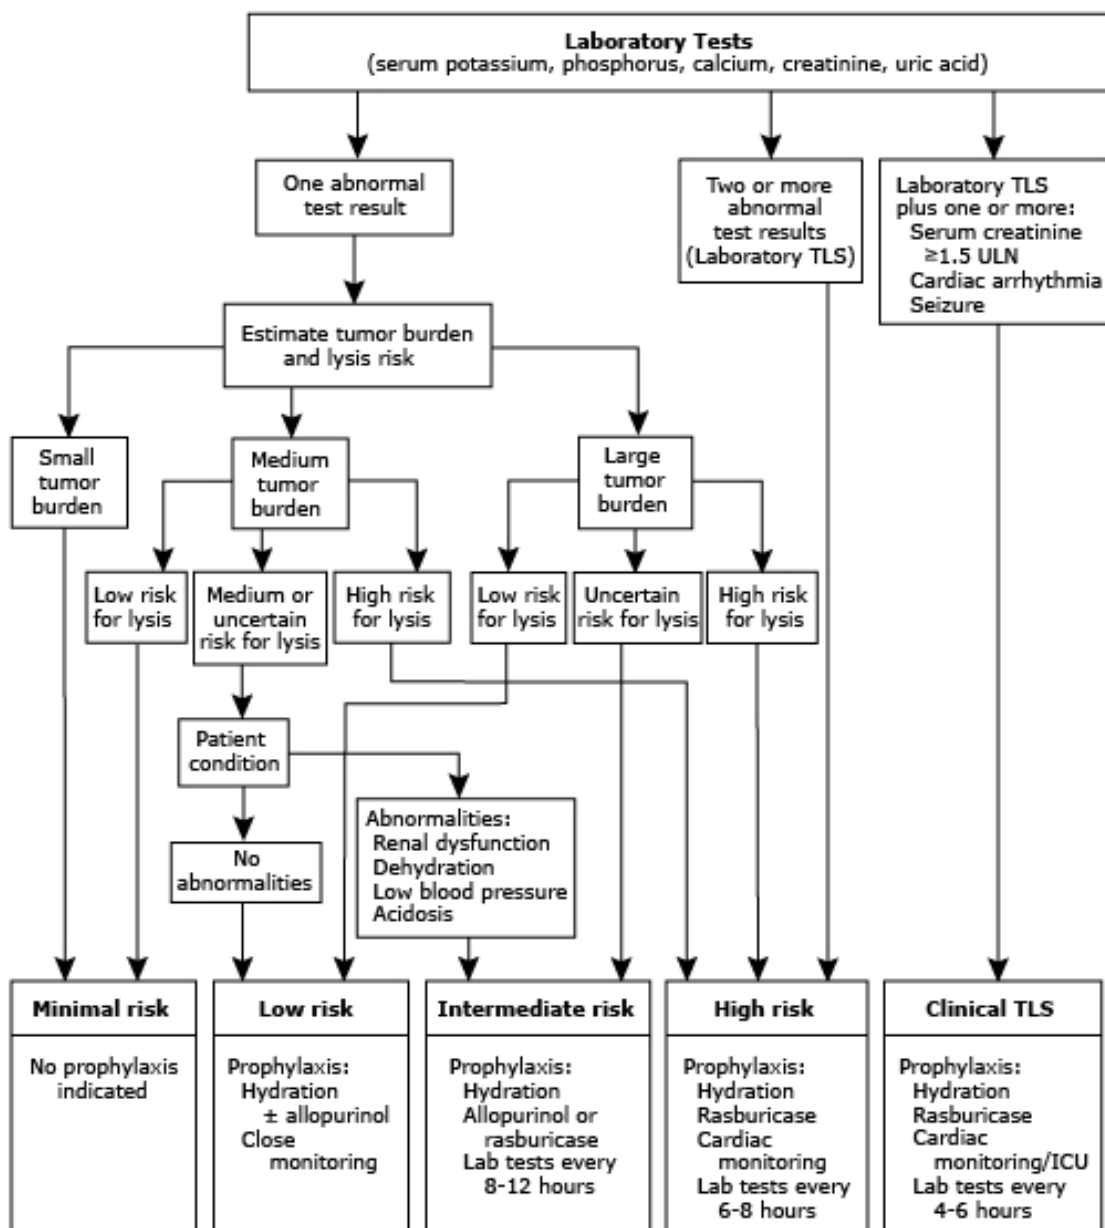 Laboratory Tests
(serum potassium, phosphorus, calcium, creatinine, uric acid)
One abnormal
test result
Two or more
abnormal
test results
(Laboratory TLS)
Laboratory TLS
plus one or more:
Serum creatinine
≥1.5 ULN
Cardiac arrhythmia
Seizure
Estimate tumor burden
and lysis risk
Small
tumor
burden
Medium
tumor
burden
Large
tumor
burden
Low risk
for lysis
Medium or
uncertain
risk for lysis
High risk
for lysis
Low risk
for lysis
Uncertain
risk for lysis
High risk
for lysis
Patient
condition
No
abnormalities
Abnormalities:
Renal dysfunction
Dehydration
Low blood pressure
Acidosis
Minimal risk
No prophylaxis
indicated
Low risk
Prophylaxis:
Hydration
± allopurinol
Close
monitoring
Intermediate risk
Prophylaxis:
Hydration
Allopurinol or
rasburicase
Lab tests every
8-12 hours
High risk
Prophylaxis:
Hydration
Rasburicase
Cardiac
monitoring
Lab tests every
6-8 hours
Clinical TLS
Prophylaxis:
Hydration
Rasburicase
Cardiac
monitoring/ICU
Lab tests every
4-6 hours